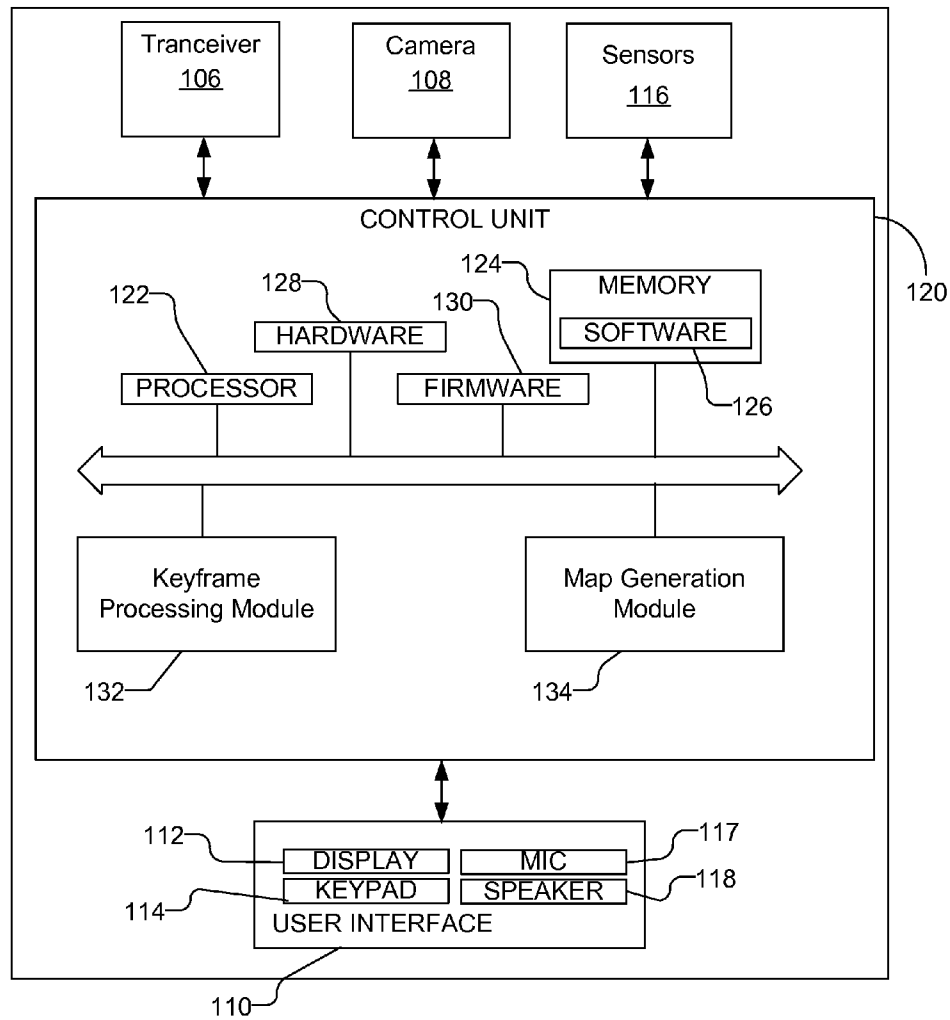 Tranceiver
106
Camera
108
Sensors
116
CONTROL UNIT
120
124
MEMORY
SOFTWARE
126
128
HARDWARE
130
FIRMWARE
122
PROCESSOR
Keyframe
Processing Module
132
Map Generation
Module
134
112
DISPLAY
MIC
117
114
KEYPAD
SPEAKER
118
USER INTERFACE
110